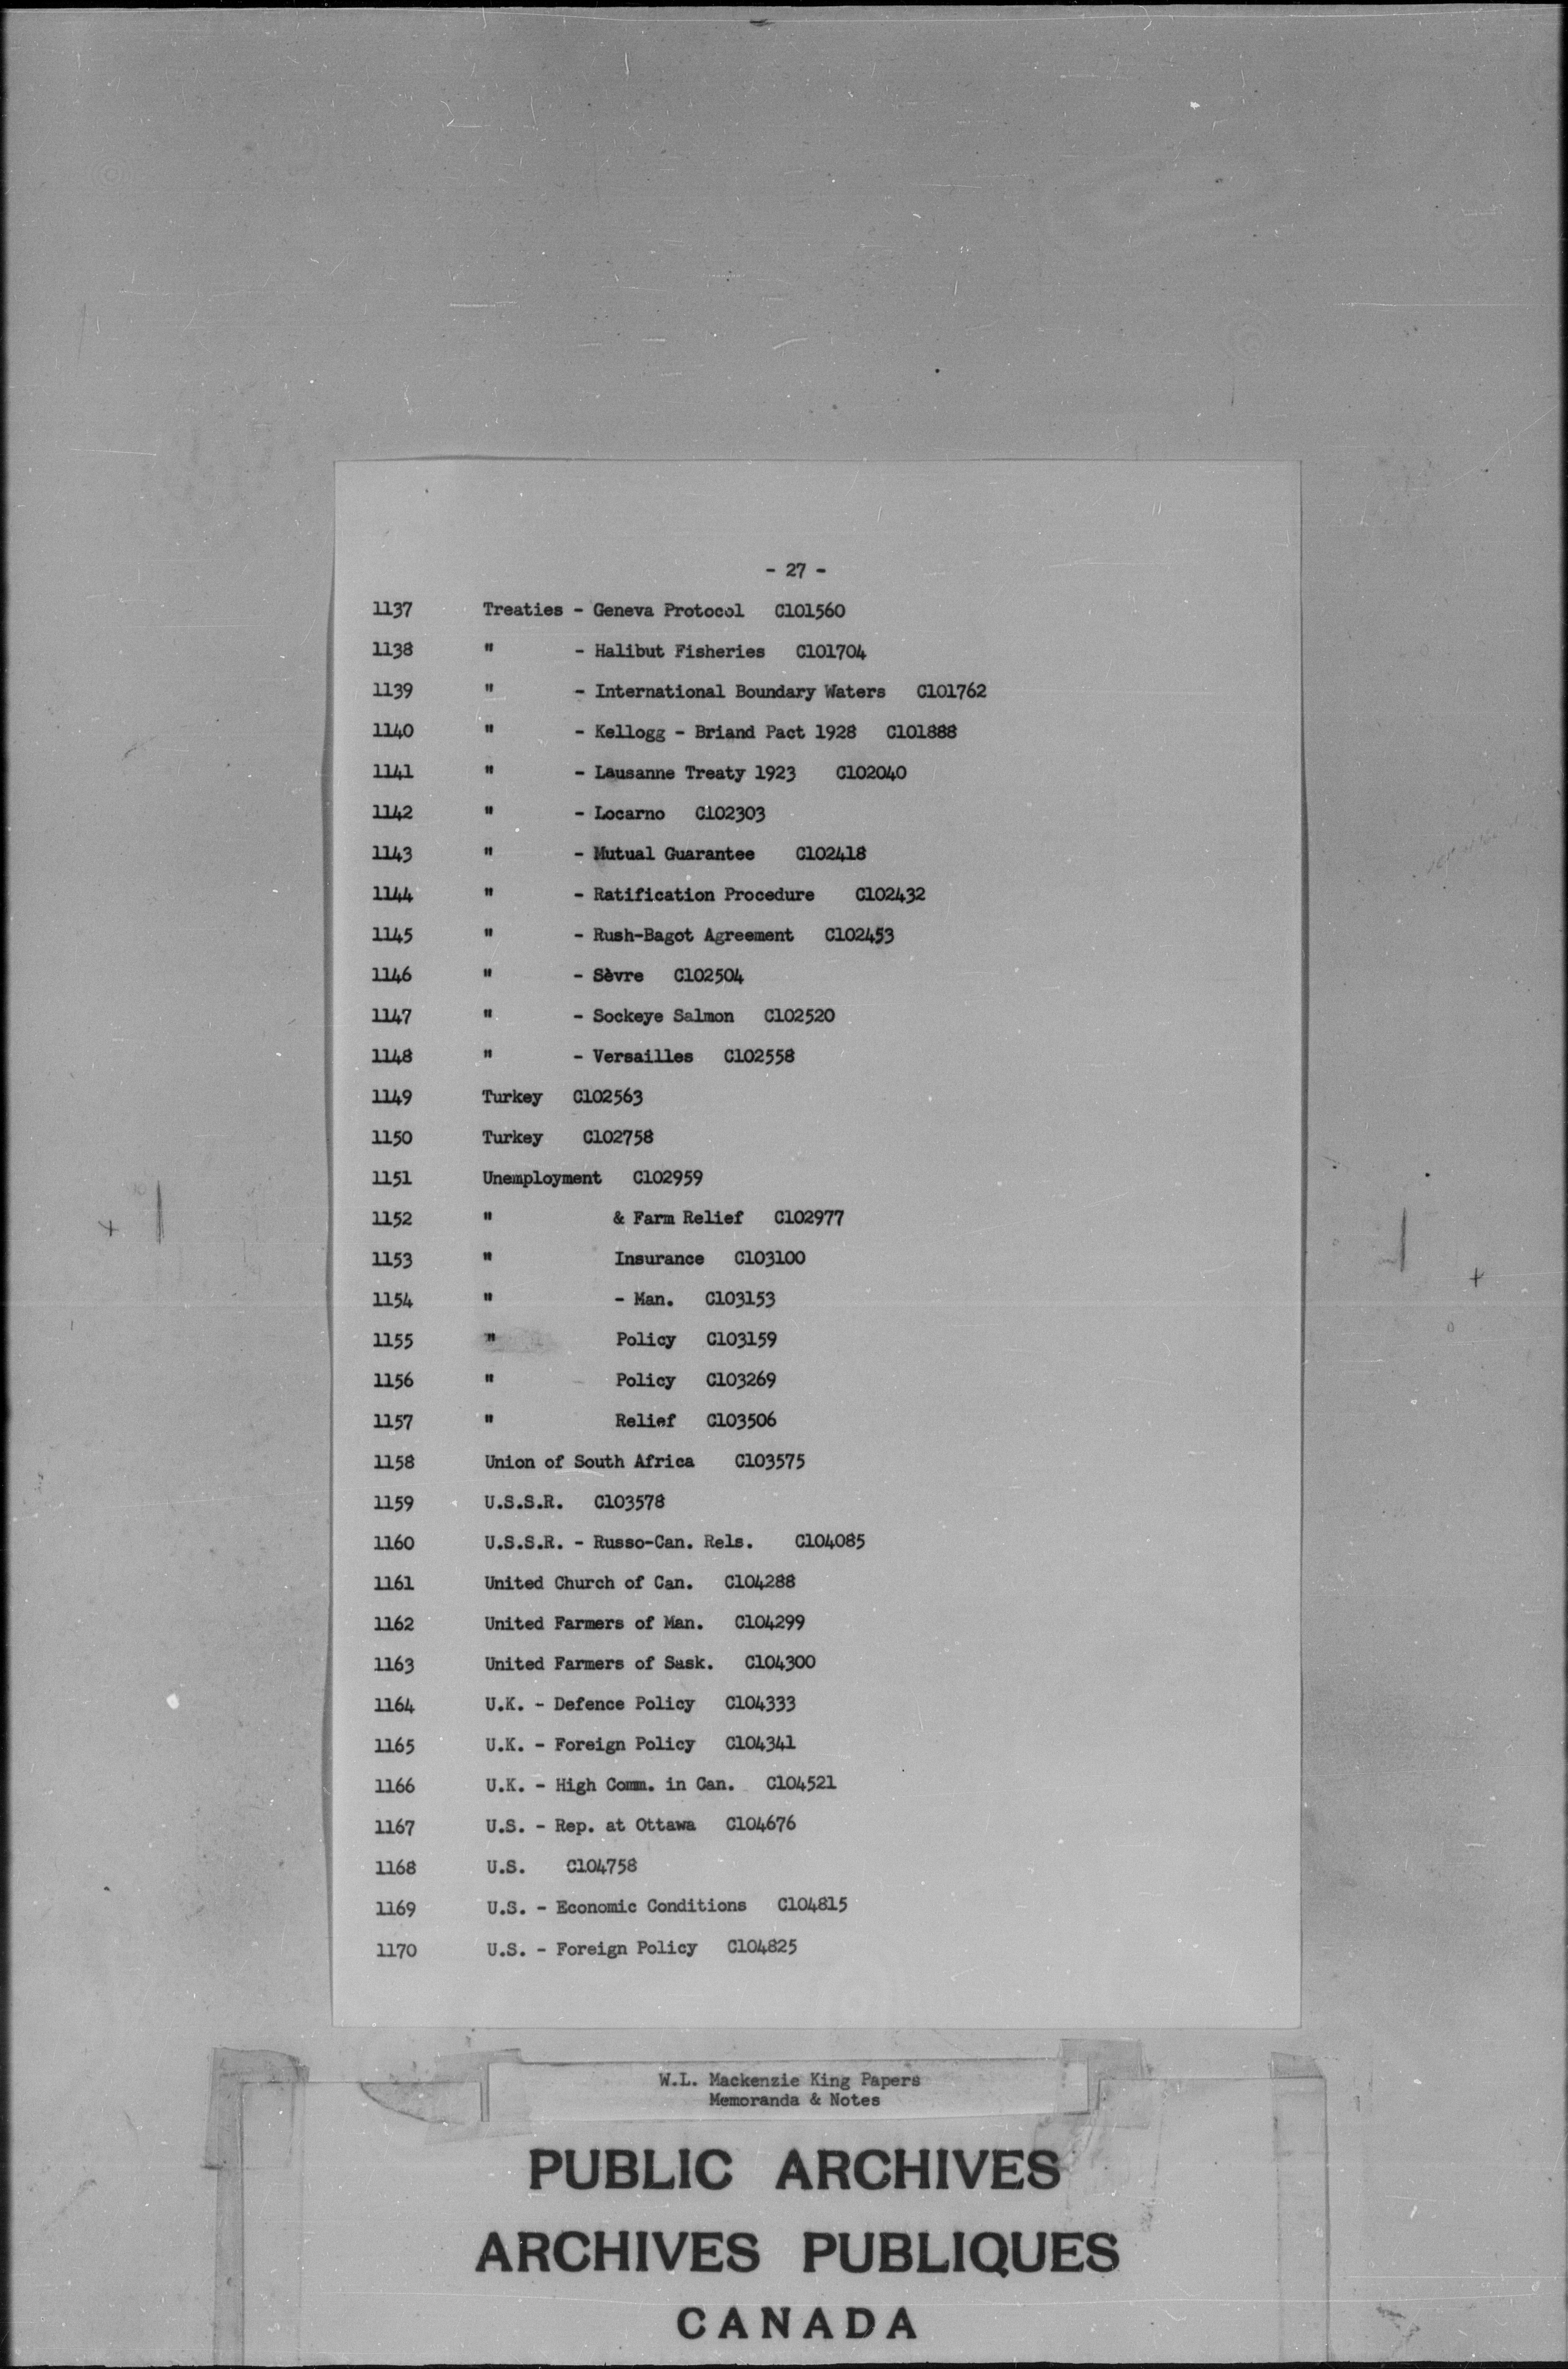 - 27 -
1137 Treaties - Geneva Protocol C101560
1138 " - Halibut Fisheries C101704
1139 " - International Boundary Waters C101762
1140 " - Kellogg - Briand Pact 1928 C101888
1141 " - Lausanne Treaty 1923 C102040
1142 " - Locarno C102303
1143 " - Mutual Guarantee C102418
1144 " - Ratification Procedure C102432
1145 " - Rush-Bagot Agreement C102453
1146 " - Sèvre C102504
1147 " - Sockeye Salmon C102520
1148 " - Versailles C102558
1149 Turkey C102563
1150 Turkey C102758
1151 Unemployment C102959
1152 " & Farm Relief C102977
1153 " Insurance C103100
1154 " - Man. C103153
1155 " Policy C103159
1156 " Policy C103269
1157 " Relief C103506
1158 Union of South Africa C103575
1159 U.S.S.R. C103578
1160 U.S.S.R. - Russo-Can. Rels. C104085
1161 United Church of Can. C104288
1162 United Farmers of Man. C104299
1163 United Farmers of Sask. C104300
1164 U.K. - Defence Policy C104333
1165 U.K. - Foreign Policy C104341
1166 U.K. - High Comm. in Can. C104521
1167 U.S. - Rep. at Ottawa C104676
1168 U.S. C104758
1169 U.S. - Economic Conditions C104815
1170 U.S. - Foreign Policy C104825
W.L. Mackenzie King Papers
Memoranda & Notes
PUBLIC ARCHIVES
ARCHIVES PUBLIQUES
CANADA